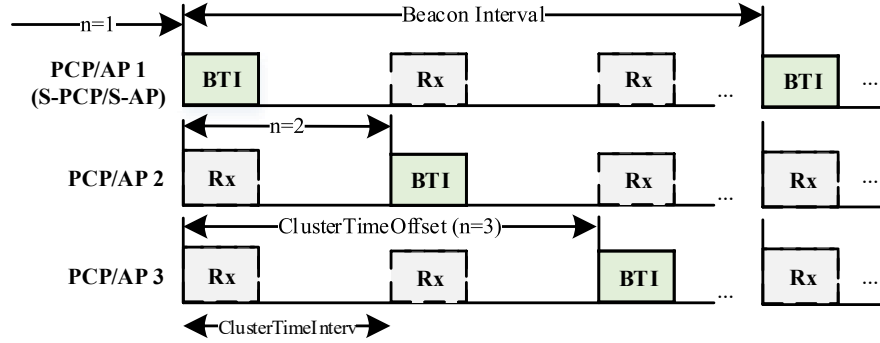 Beacon Interval
n=1
PCP/AP 1
(S-PCP/S-AP)
BTI Rx Rx ... BTI ...
n=2
PCP/AP 2
Rx BTI Rx ... Rx ...
ClusterTimeOffset (n=3)
PCP/AP 3
Rx Rx BTI ... Rx ...
ClusterTimeInterv